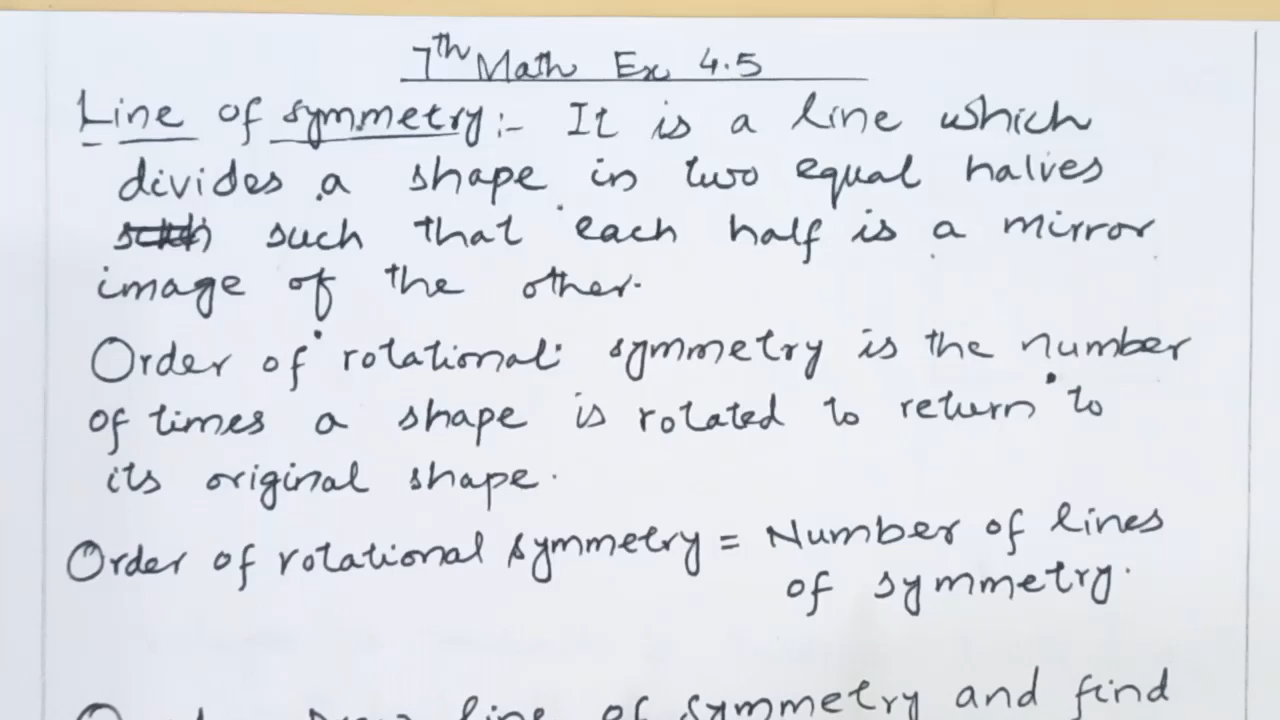 7th Math Ex 4.5
Line of symmetry:- It is a line which
divides a shape in two equal halves
such that each half is a mirror
image of the other.
Order of rotational symmetry is the number
of times a shape is rotated to return to
its original shape.
Order of rotational symmetry = Number of lines
of symmetry.
line of symmetry and find